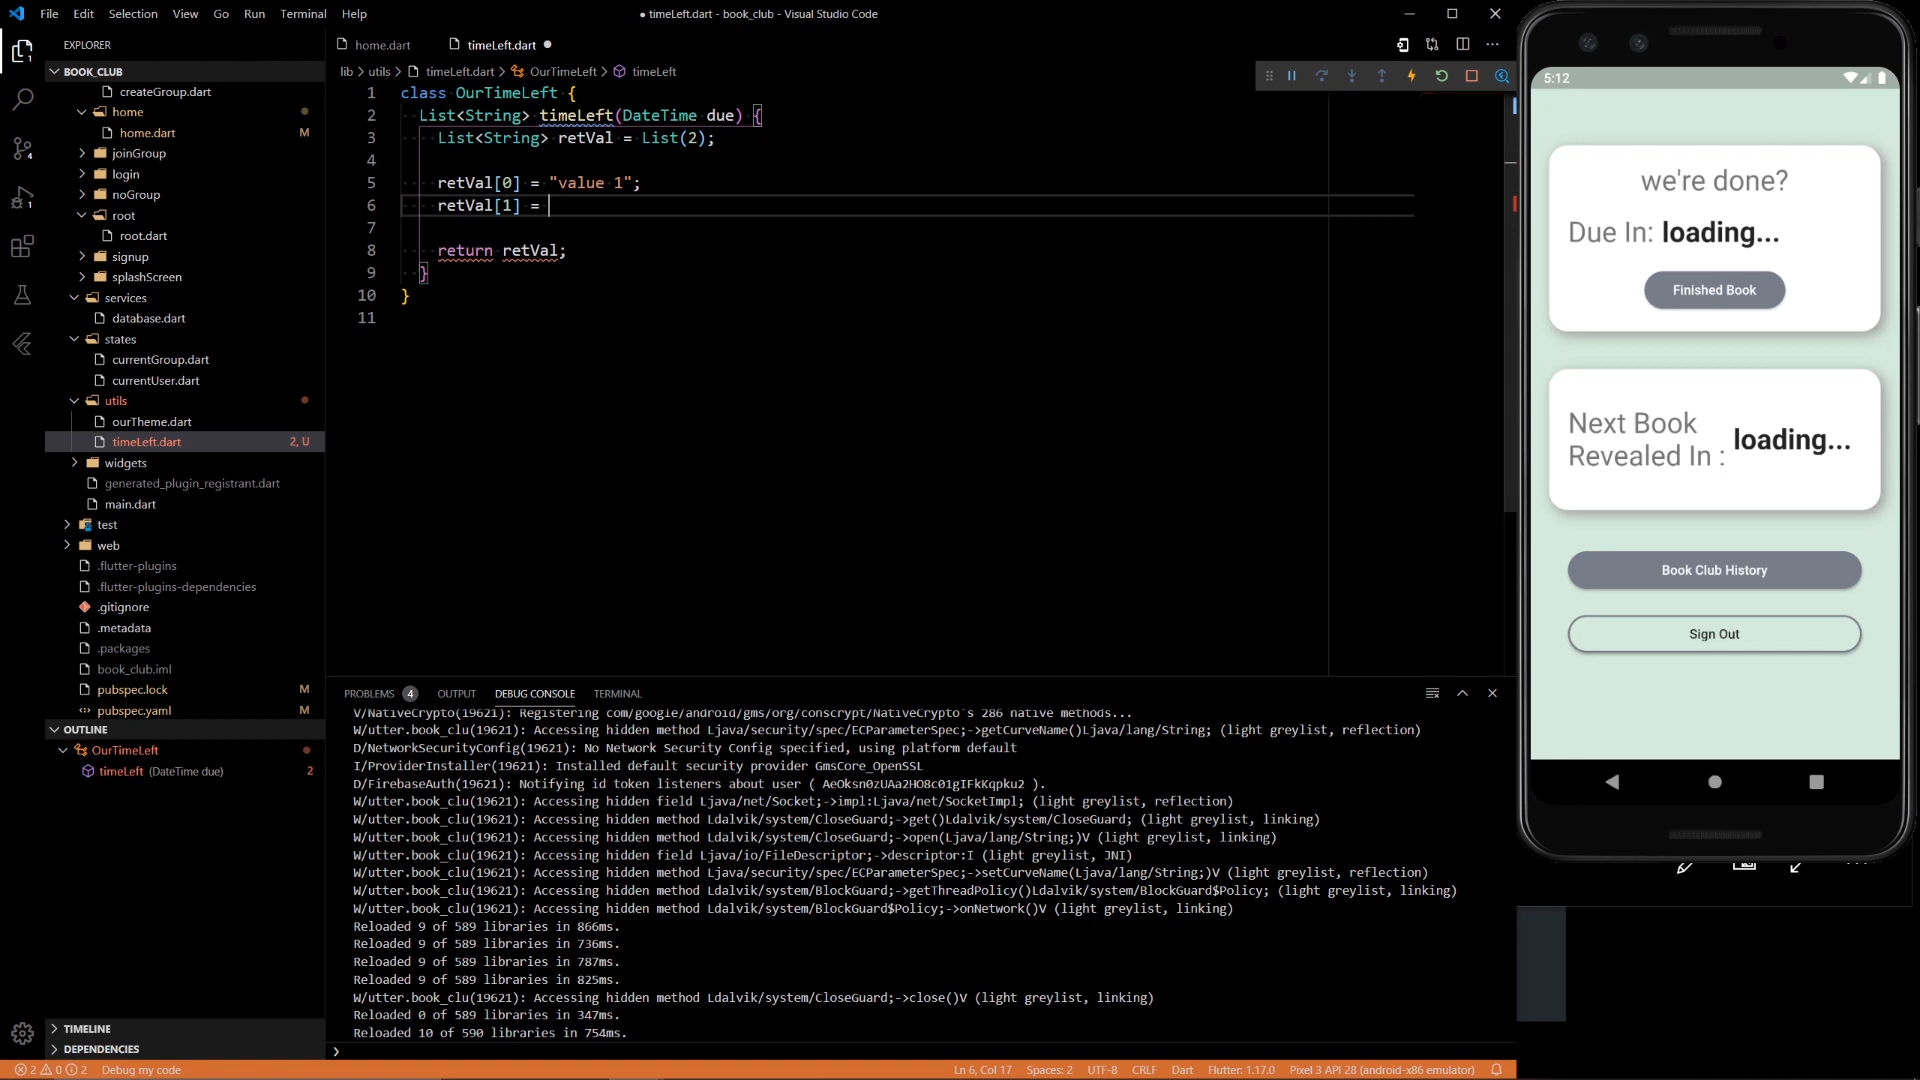 File Edit Selection View Go Run Terminal Help
● timeLeft.dart - book_club - Visual Studio Code
EXPLORER
BOOK_CLUB
createGroup.dart
home
home.dart M
joinGroup
login
noGroup
root
root.dart
signup
splashScreen
services
database.dart
states
currentGroup.dart
currentUser.dart
utils
ourTheme.dart
timeLeft.dart 2, U
widgets
generated_plugin_registrant.dart
main.dart
test
web
.flutter-plugins
.flutter-plugins-dependencies
.gitignore
.metadata
.packages
book_club.iml
pubspec.lock M
pubspec.yaml M
OUTLINE
OurTimeLeft
timeLeft (DateTime due) 2
TIMELINE
DEPENDENCIES
home.dart timeLeft.dart ●
lib > utils > timeLeft.dart > OurTimeLeft > timeLeft
1 class OurTimeLeft {
2 List<String> timeLeft(DateTime due) {
3 List<String> retVal = List(2);
4
5 retVal[0] = "value 1";
6 retVal[1] =
7
8 return retVal;
9 }
10 }
11
PROBLEMS 4 OUTPUT DEBUG CONSOLE TERMINAL
V/NativeCrypto(19621): Registering com/google/android/gms/org/conscrypt/NativeCrypto's 286 native methods...
W/utter.book_clu(19621): Accessing hidden method Ljava/security/spec/ECParameterSpec;->getCurveName()Ljava/lang/String; (light greylist, reflection)
D/NetworkSecurityConfig(19621): No Network Security Config specified, using platform default
I/ProviderInstaller(19621): Installed default security provider GmsCore_OpenSSL
D/FirebaseAuth(19621): Notifying id token listeners about user ( AeOksn0zUAa2HO8c01gIFkKqpku2 ).
W/utter.book_clu(19621): Accessing hidden field Ljava/net/Socket;->impl:Ljava/net/SocketImpl; (light greylist, reflection)
W/utter.book_clu(19621): Accessing hidden method Ldalvik/system/CloseGuard;->get()Ldalvik/system/CloseGuard; (light greylist, linking)
W/utter.book_clu(19621): Accessing hidden method Ldalvik/system/CloseGuard;->open(Ljava/lang/String;)V (light greylist, linking)
W/utter.book_clu(19621): Accessing hidden field Ljava/io/FileDescriptor;->descriptor:I (light greylist, JNI)
W/utter.book_clu(19621): Accessing hidden method Ljava/security/spec/ECParameterSpec;->setCurveName(Ljava/lang/String;)V (light greylist, reflection)
W/utter.book_clu(19621): Accessing hidden method Ldalvik/system/BlockGuard;->getThreadPolicy()Ldalvik/system/BlockGuard$Policy; (light greylist, linking)
W/utter.book_clu(19621): Accessing hidden method Ldalvik/system/BlockGuard$Policy;->onNetwork()V (light greylist, linking)
Reloaded 9 of 589 libraries in 866ms.
Reloaded 9 of 589 libraries in 736ms.
Reloaded 9 of 589 libraries in 787ms.
Reloaded 9 of 589 libraries in 825ms.
W/utter.book_clu(19621): Accessing hidden method Ldalvik/system/CloseGuard;->close()V (light greylist, linking)
Reloaded 0 of 589 libraries in 347ms.
Reloaded 10 of 590 libraries in 754ms.
2 0 2 Debug my code
Ln 6, Col 17 Spaces: 2 UTF-8 CRLF Dart Flutter: 1.17.0 Pixel 3 API 28 (android-x86 emulator)
5:12
we're done?
Due In: loading...
Finished Book
Next Book
Revealed In : loading...
Book Club History
Sign Out